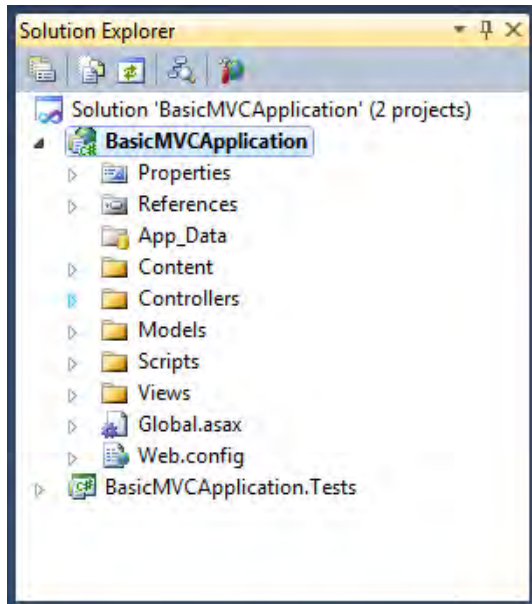 Solution Explorer
Solution 'BasicMVCApplication' (2 projects)
BasicMVCApplication
Properties
References
App_Data
Content
Controllers
Models
Scripts
Views
Global.asax
Web.config
BasicMVCApplication.Tests